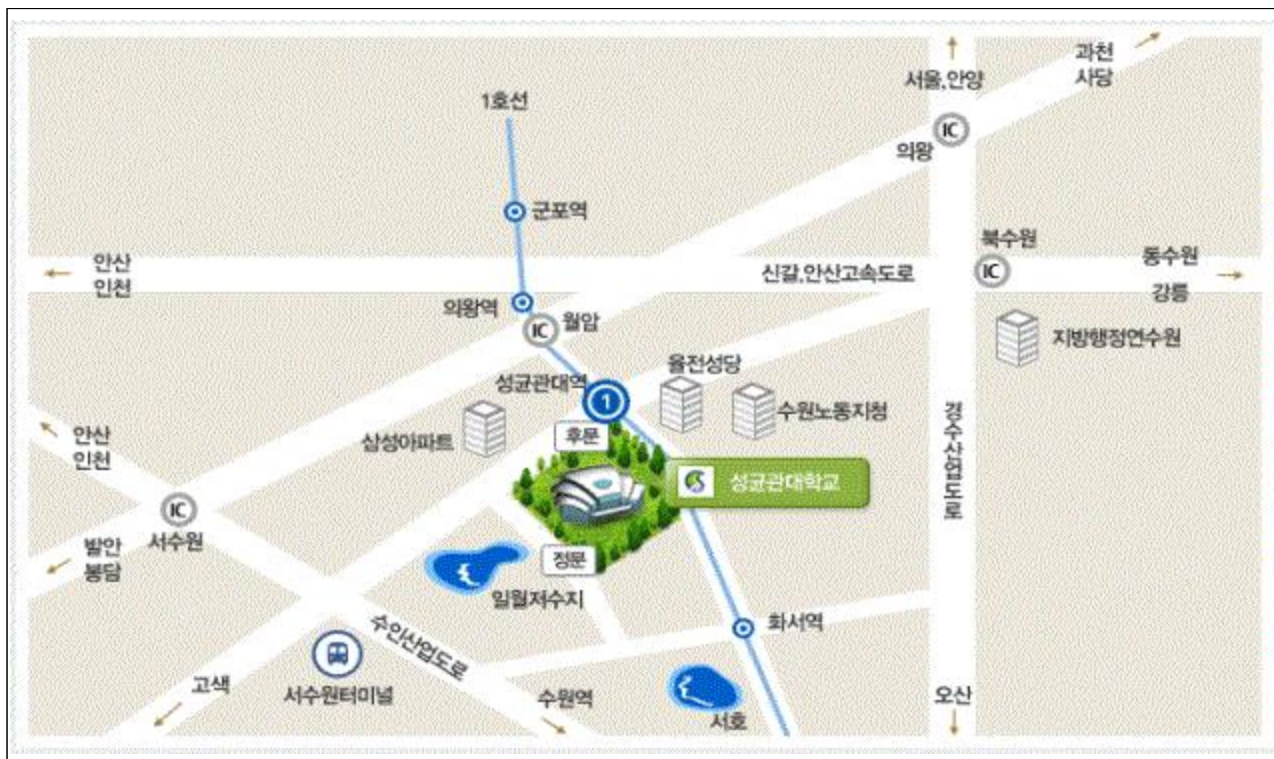 과천
사당
서울,안양
1호선
IC
의왕
군포역
북수원
IC
동수원
강릉
안산
인천
신갈,안산고속도로
의왕역
IC
월암
지방행정연수원
율전성당
성균관대역
1
수원노동지청
삼성아파트
후문
경수산업도로
안산
인천
성균관대학교
IC
서수원
발안
봉담
정문
일월저수지
화서역
수인산업도로
고색
서수원터미널
수원역
서호
오산